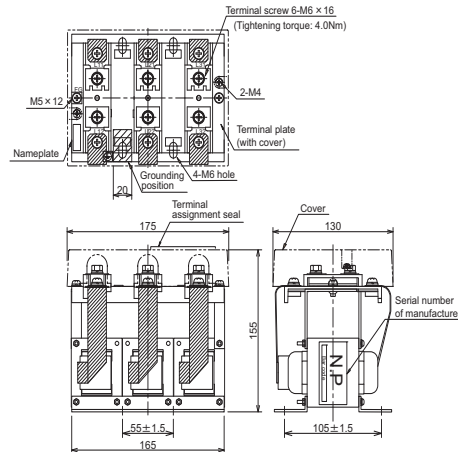 Terminal screw 6-M6×16
(Tightening torque: 4.0Nm)
EG
M5×12
2-M4
Terminal plate
(with cover)
Nameplate
Grounding
position
4-M6 hole
20
Terminal
assignment seal
Cover
175
130
155
Serial number
of manufacture
N.P
55±1.5
165
105±1.5